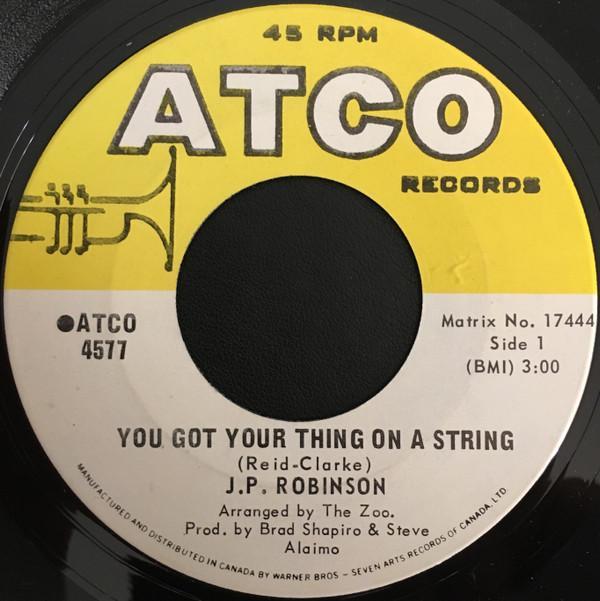 45 RPM
ATCO
RECORDS
●ATCO
4577
Matrix No. 17444
Side 1
(BMI) 3:00
YOU GOT YOUR THING ON A STRING
(Reid-Clarke)
J.P. ROBINSON
Arranged by The Zoo.
Prod. by Brad Shapiro & Steve
Alaimo
MANUFACTURED AND DISTRIBUTED IN CANADA BY WARNER BROS – SEVEN ARTS RECORDS OF CANADA, LTD.